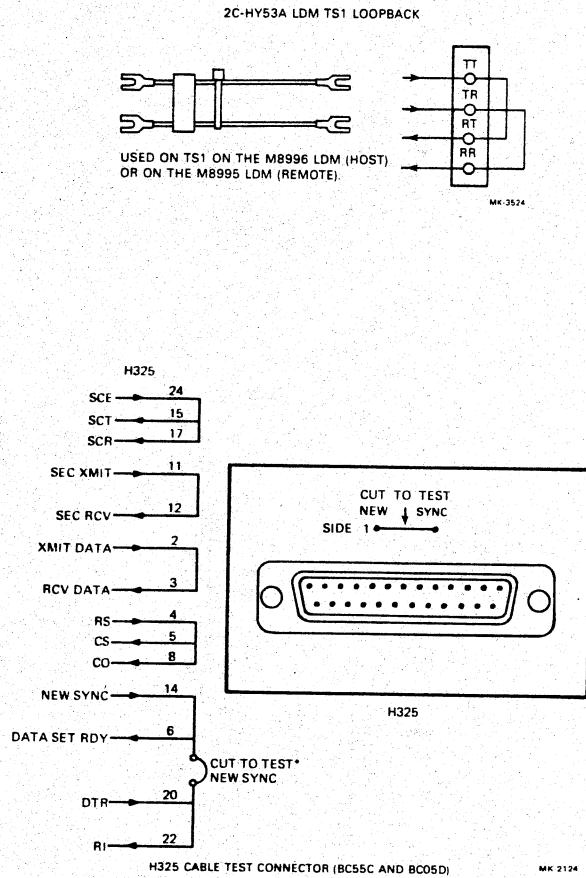 2C-HY53A LDM TS1 LOOPBACK
TT
TR
RT
RR
USED ON TS1 ON THE M8996 LDM (HOST)
OR ON THE M8995 LDM (REMOTE).
MK-3524
H325
SCE 24
SCT 15
SCR 17
SEC XMIT 11
SEC RCV 12
XMIT DATA 2
RCV DATA 3
RS 4
CS 5
CO 8
NEW SYNC 14
DATA SET RDY 6
CUT TO TEST*
NEW SYNC
DTR 20
RI 22
CUT TO TEST
NEW SYNC
SIDE 1
H325
H325 CABLE TEST CONNECTOR (BC55C AND BC05D)
MK 2124